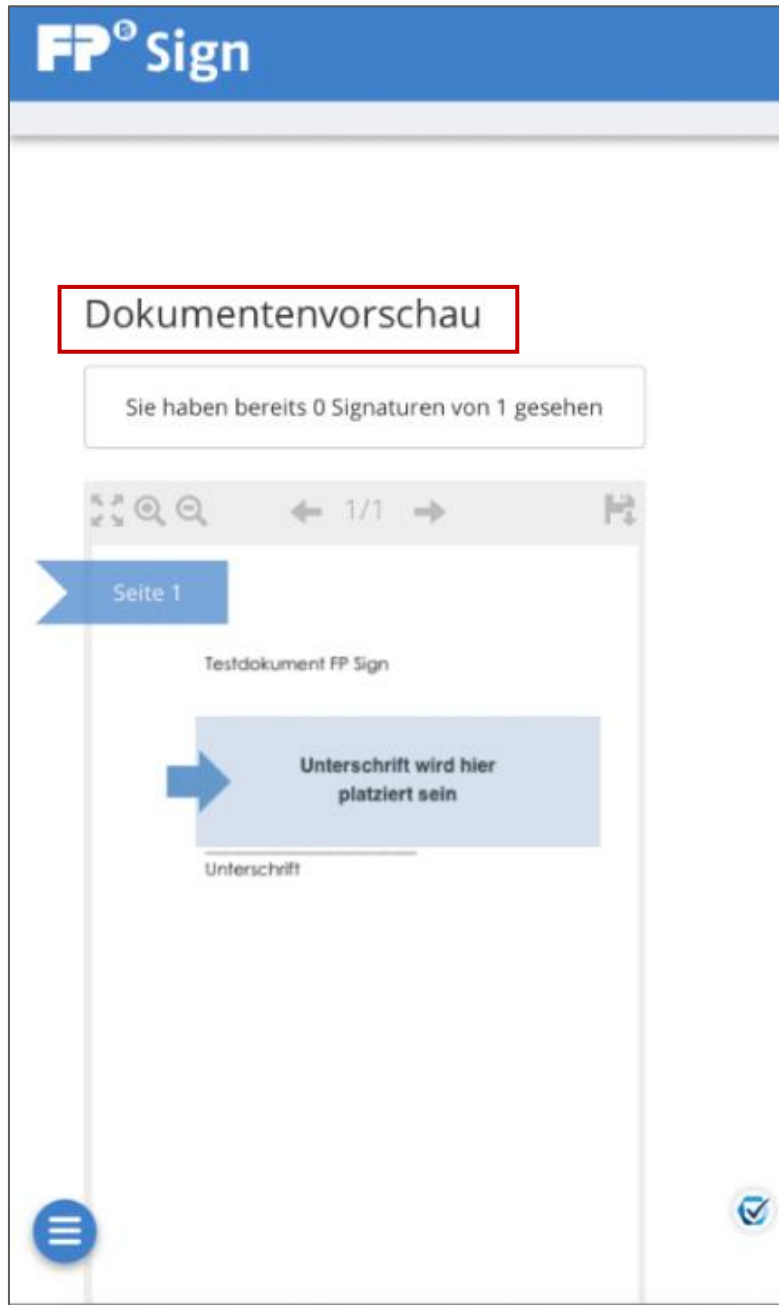 FP Sign
Dokumentenvorschau
Sie haben bereits 0 Signaturen von 1 gesehen
1/1
Seite 1
Testdokument FP Sign
Unterschrift wird hier
platziert sein
Unterschrift